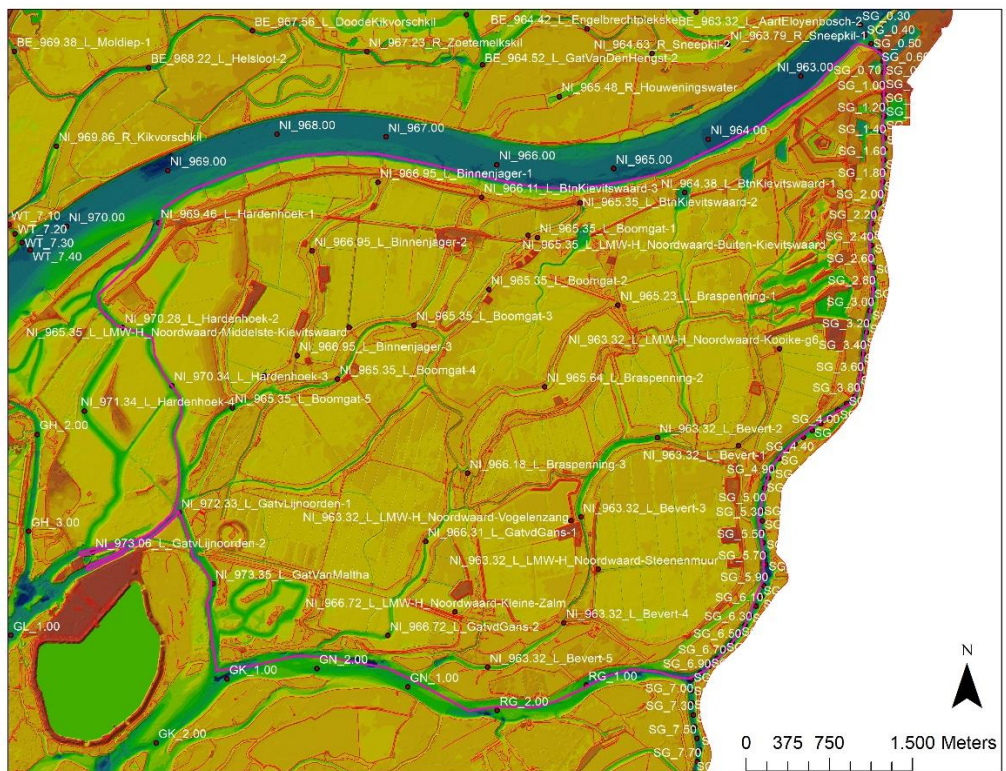 BE_967.56_L_DoodeKikvorschkil
BE_964.42_L_Engelbrechtplekske
BE_963.32_L_AartEloyenbosch-2
SG_0.30
BE_969.38_L_Moldiep-1
NI_967.23_R_Zoetemelkskil
NI_964.63_R_Sneepkil-2
NI_963.79_R_Sneepkil-1
SG_0.40
SG_0.50
BE_968.22_L_Helsloot-2
BE_964.52_L_GatVanDenHengst-2
NI_963.00
SG_0.70
SG_1.00
NI_965.48_R_Houweningswater
SG_1.20
NI_969.86_R_Kikvorschkil
NI_968.00
NI_967.00
NI_964.00
SG_1.40
SG_1.60
NI_969.00
NI_966.00
NI_965.00
SG_1.80
NI_966.95_L_Binnenjager-1
NI_966.11_L_BtnKievitswaard-3
NI_964.38_L_BtnKievitswaard-1
SG_2.00
NI_965.35_L_BtnKievitswaard-2
WT_7.10
NI_970.00
NI_969.46_L_Hardenhoek-1
SG_2.20
WT_7.20
WT_7.30
WT_7.40
NI_966.95_L_Binnenjager-2
NI_965.35_L_Boomgat-1
NI_965.35_L_LMW-H_Noordwaard-Buiten-Kievitswaard
SG_2.40
SG_2.60
NI_965.35_L_Boomgat-2
SG_2.80
NI_965.23_L_Braspenning-1
SG_3.00
NI_970.28_L_Hardenhoek-2
NI_965.35_L_Boomgat-3
SG_3.20
NI_965.35_L_LMW-H_Noordwaard-Middelste-Kievitswaard
NI_963.32_L_LMW-H_Noordwaard-Kooike-g6
SG_3.40
NI_966.95_L_Binnenjager-3
SG_3.60
NI_970.34_L_Hardenhoek-3
NI_965.35_L_Boomgat-4
NI_965.64_L_Braspenning-2
SG_3.80
NI_971.34_L_Hardenhoek-4
NI_965.35_L_Boomgat-5
SG_4.00
GH_2.00
NI_963.32_L_Bevert-2
SG_4.40
NI_963.32_L_Bevert-1
NI_966.18_L_Braspenning-3
SG_4.90
SG_5.00
NI_972.33_L_GatvLijnoorden-1
NI_963.32_L_LMW-H_Noordwaard-Vogelenzang
NI_963.32_L_Bevert-3
SG_5.30
GH_3.00
NI_966.31_L_GatvdGans-1
SG_5.50
NI_973.06_L_GatvLijnoorden-2
NI_963.32_L_LMW-H_Noordwaard-Steenenmuur
SG_5.70
NI_973.35_L_GatVanMaltha
SG_5.90
SG_6.10
NI_966.72_L_LMW-H_Noordwaard-Kleine-Zalm
NI_963.32_L_Bevert-4
SG_6.30
GL_1.00
NI_966.72_L_GatvdGans-2
SG_6.50
SG_6.70
NI_963.32_L_Bevert-5
SG_6.90
GK_1.00
GN_2.00
GN_1.00
RG_1.00
SG_7.00
RG_2.00
SG_7.30
SG_7.50
GK_2.00
SG_7.70
N
0 375 750 1.500 Meters